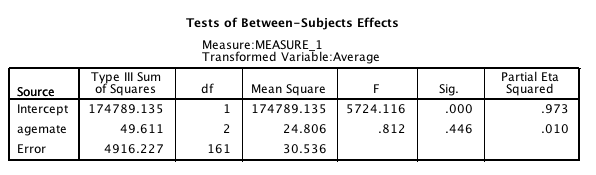 Tests of Between-Subjects Effects
Measure:MEASURE_1
Transformed Variable:Average
Source Type III Sum of Squares df Mean Square F Sig. Partial Eta Squared
Intercept 174789.135 1 174789.135 5724.116 .000 .973
agemate 49.611 2 24.806 .812 .446 .010
Error 4916.227 161 30.536